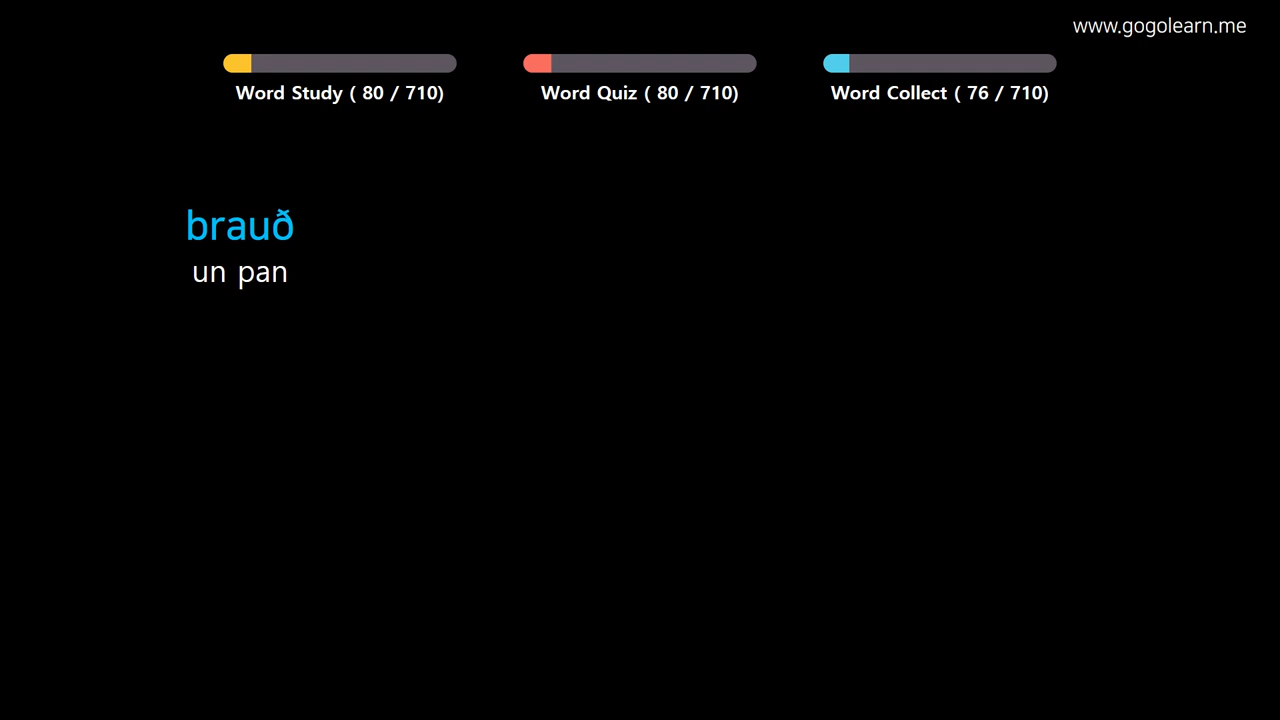 www.gogolearn.me
Word Study ( 80 / 710)
Word Quiz ( 80 / 710)
Word Collect ( 76 / 710)
brauð
un pan